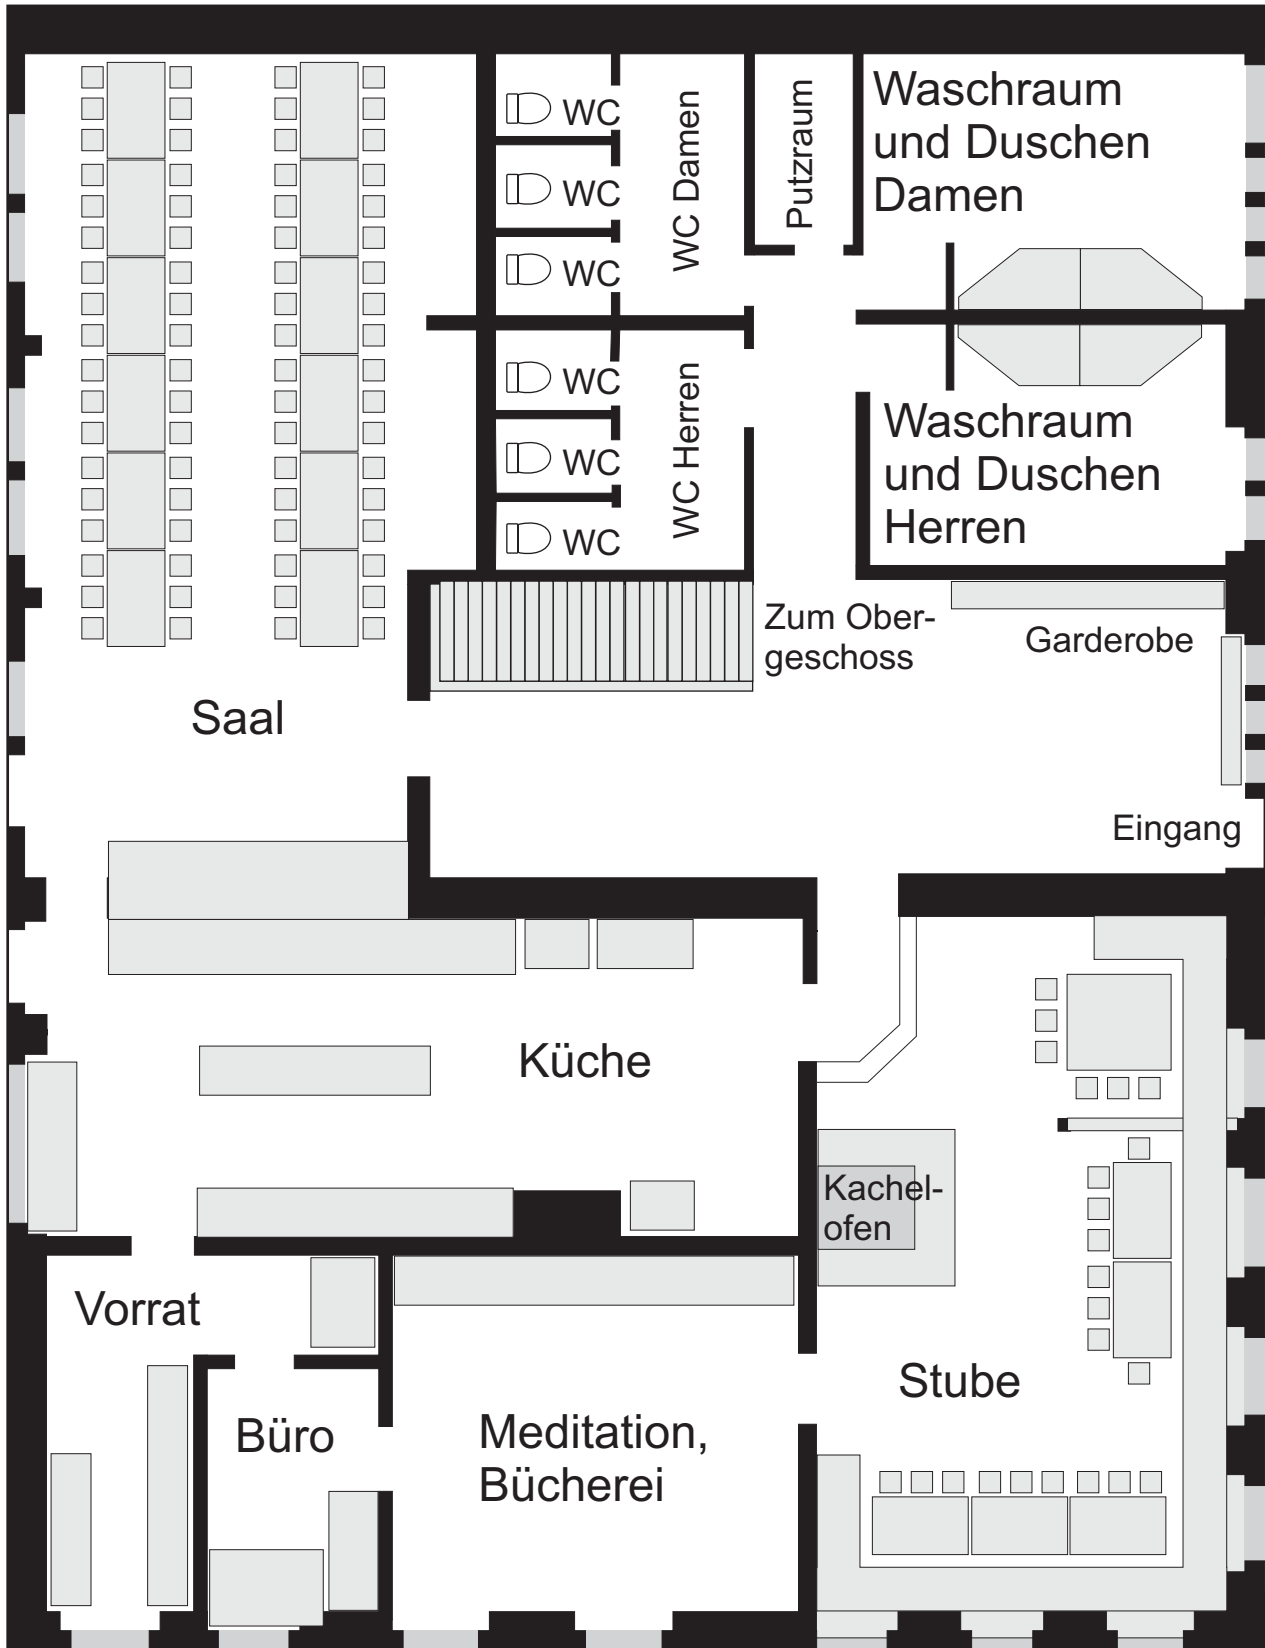 WC
WC
WC
WC Damen
Putzraum
Waschraum
und Duschen
Damen
WC
WC
WC
WC Herren
Waschraum
und Duschen
Herren
Zum Ober-
geschoss
Garderobe
Saal
Eingang
Küche
Kachel-
ofen
Vorrat
Stube
Büro
Meditation,
Bücherei